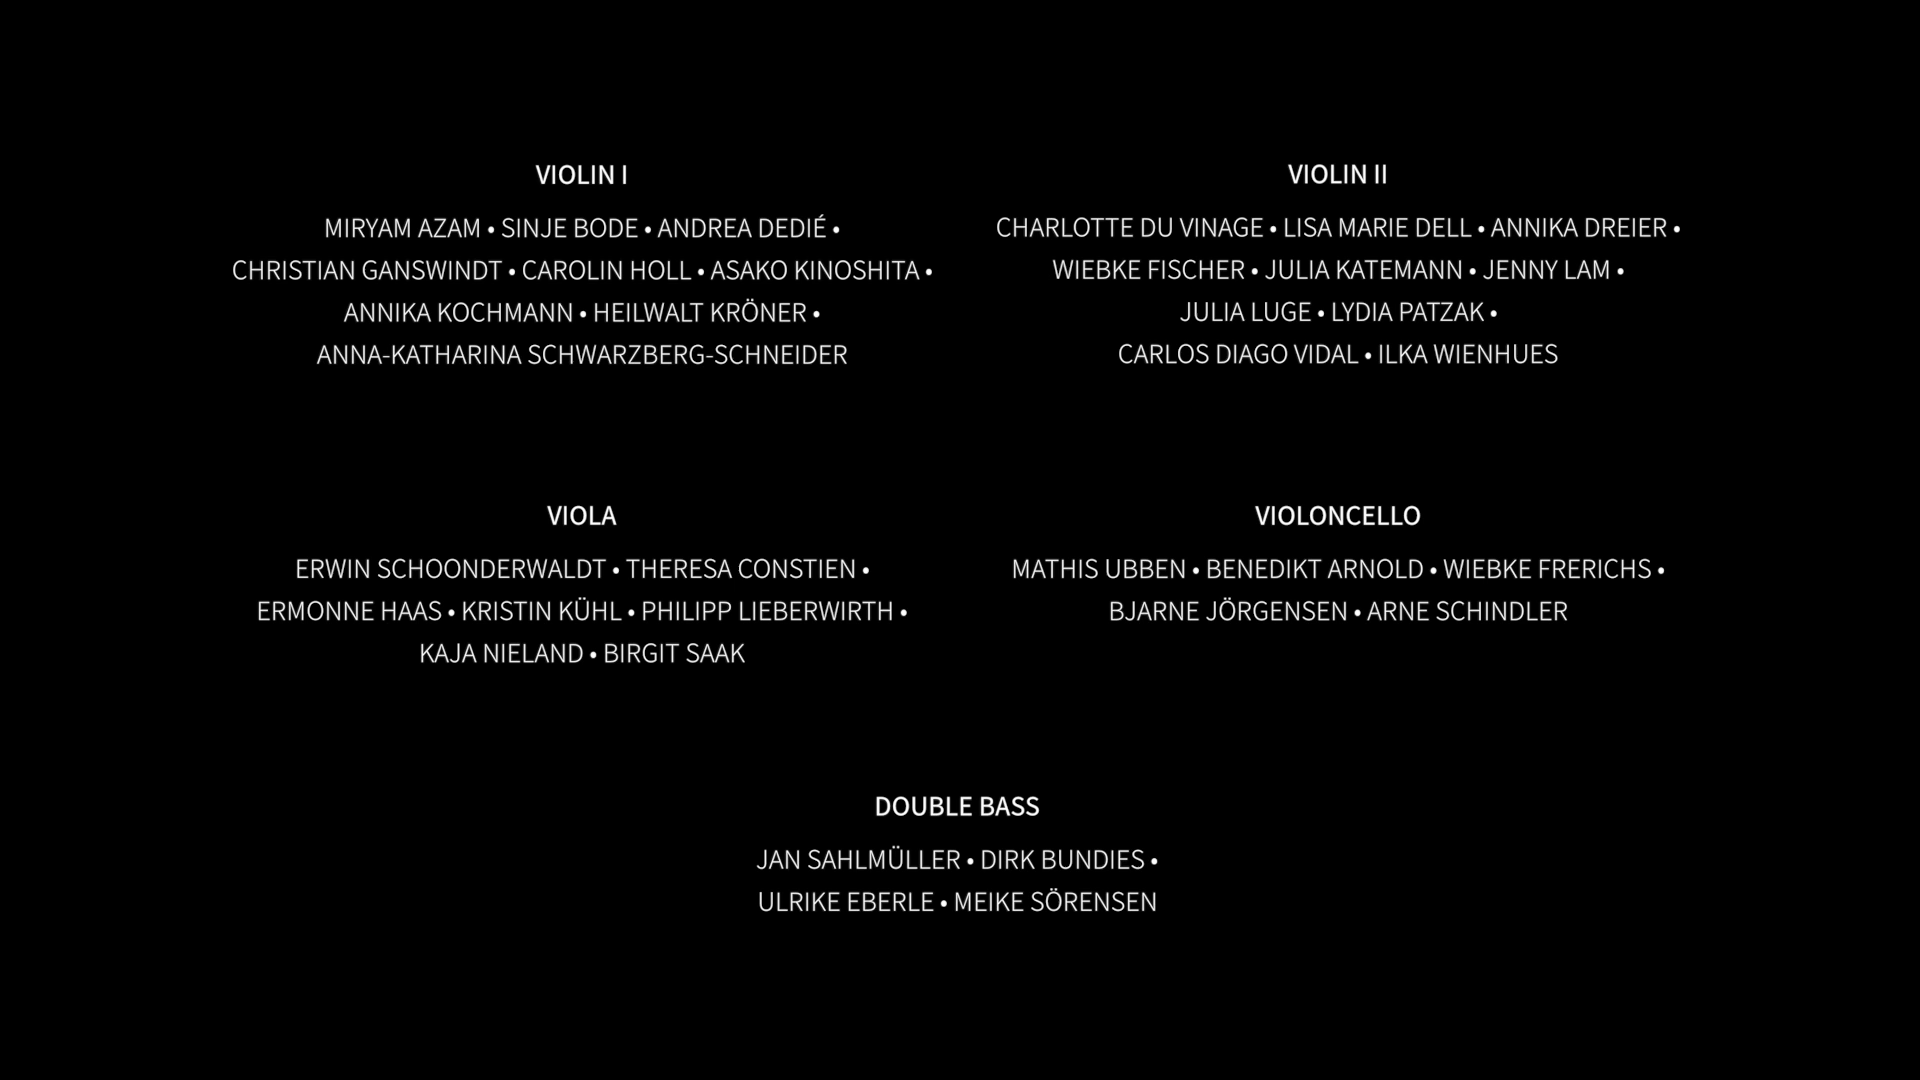 VIOLIN I
MIRYAM AZAM • SINJE BODE • ANDREA DEDIÉ •
CHRISTIAN GANSWINDT • CAROLIN HOLL • ASAKO KINOSHITA •
ANNIKA KOCHMANN • HEILWALT KRÖNER •
ANNA-KATHARINA SCHWARZBERG-SCHNEIDER
VIOLIN II
CHARLOTTE DU VINAGE • LISA MARIE DELL • ANNIKA DREIER •
WIEBKE FISCHER • JULIA KATEMANN • JENNY LAM •
JULIA LUGE • LYDIA PATZAK •
CARLOS DIAGO VIDAL • ILKA WIENHUES
VIOLA
ERWIN SCHOONDERWALDT • THERESA CONSTIEN •
ERMONNE HAAS • KRISTIN KÜHL • PHILIPP LIEBERWIRTH •
KAJA NIELAND • BIRGIT SAAK
VIOLONCELLO
MATHIS UBBEN • BENEDIKT ARNOLD • WIEBKE FRERICHS •
BJARNE JÖRGENSEN • ARNE SCHINDLER
DOUBLE BASS
JAN SAHLMÜLLER • DIRK BUNDIES •
ULRIKE EBERLE • MEIKE SÖRENSEN